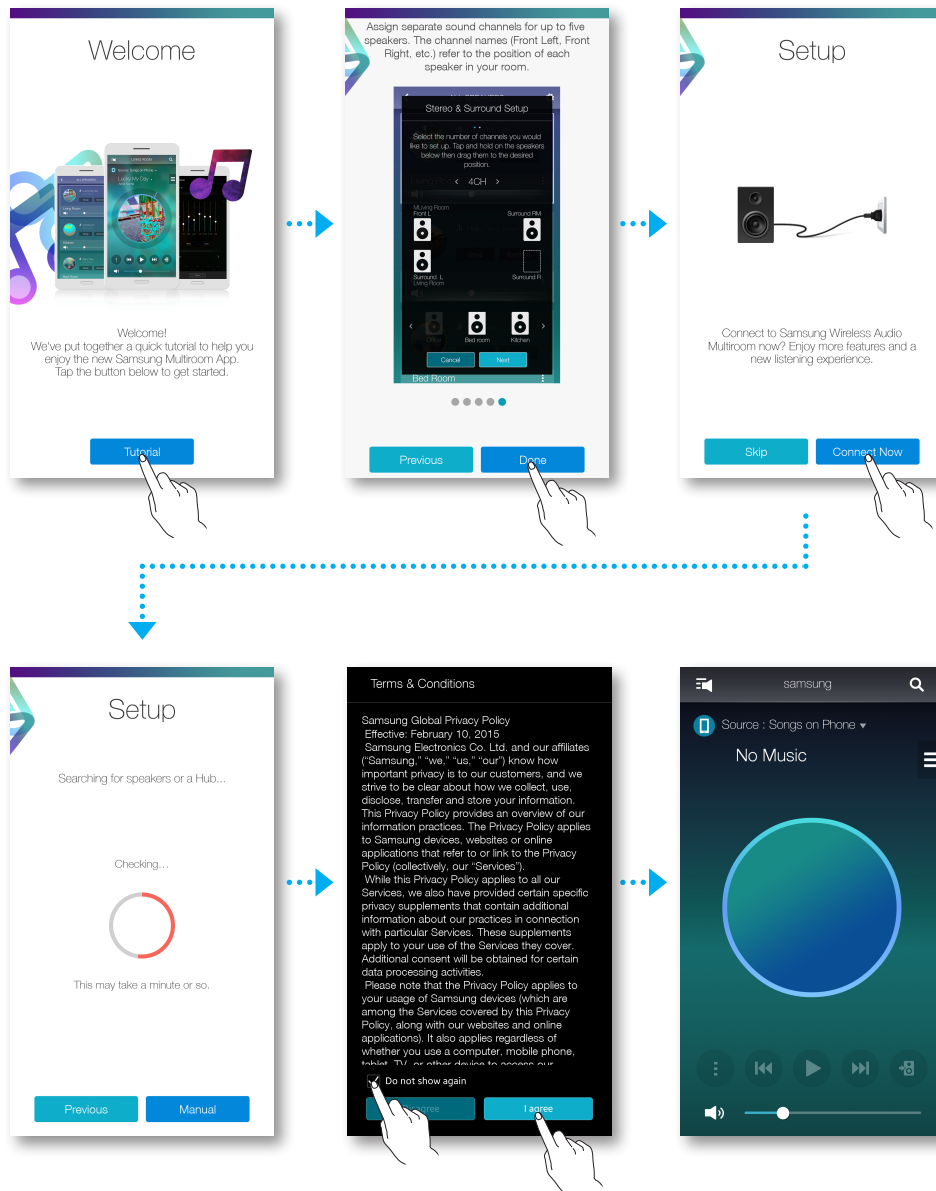 Welcome
Welcome!
We've put together a quick tutorial to help you
enjoy the new Samsung Multiroom App.
Tap the button below to get started.
Tutorial
Assign separate sound channels for up to five
speakers. The channel names (Front Left, Front
Right, etc.) refer to the position of each
speaker in your room.
Stereo & Surround Setup
Select the number of channels you would
like to set up. Tap and hold on the speakers
below then drag them to the desired
position.
< 4CH >
MLiving Room
Front L
Surround RM
Surround L
Living Room
Surround R
Bed room
Kitchen
Cancel
Next
Bed Room
Previous
Done
Setup
Connect to Samsung Wireless Audio
Multiroom now? Enjoy more features and a
new listening experience.
Skip
Connect Now
Setup
Searching for speakers or a Hub...
Checking...
This may take a minute or so.
Previous
Manual
Terms & Conditions
Samsung Global Privacy Policy
Effective: February 10, 2015
Samsung Electronics Co. Ltd. and our affiliates
("Samsung," "we," "us," "our") know how
important privacy is to our customers, and we
strive to be clear about how we collect, use,
disclose, transfer and store your information.
This Privacy Policy provides an overview of our
information practices. The Privacy Policy applies
to Samsung devices, websites or online
applications that refer to or link to the Privacy
Policy (collectively, our "Services").
While this Privacy Policy applies to all our
Services, we also have provided certain specific
privacy supplements that contain additional
information about our practices in connection
with particular Services. These supplements
apply to your use of the Services they cover.
Additional consent will be obtained for certain
data processing activities.
Please note that the Privacy Policy applies to
your usage of Samsung devices (which are
among the Services covered by this Privacy
Policy, along with our websites and online
applications). It also applies regardless of
whether you use a computer, mobile phone,
tablet, TV, or other device to access our
Do not show again
Disagree
I agree
samsung
Source : Songs on Phone
No Music